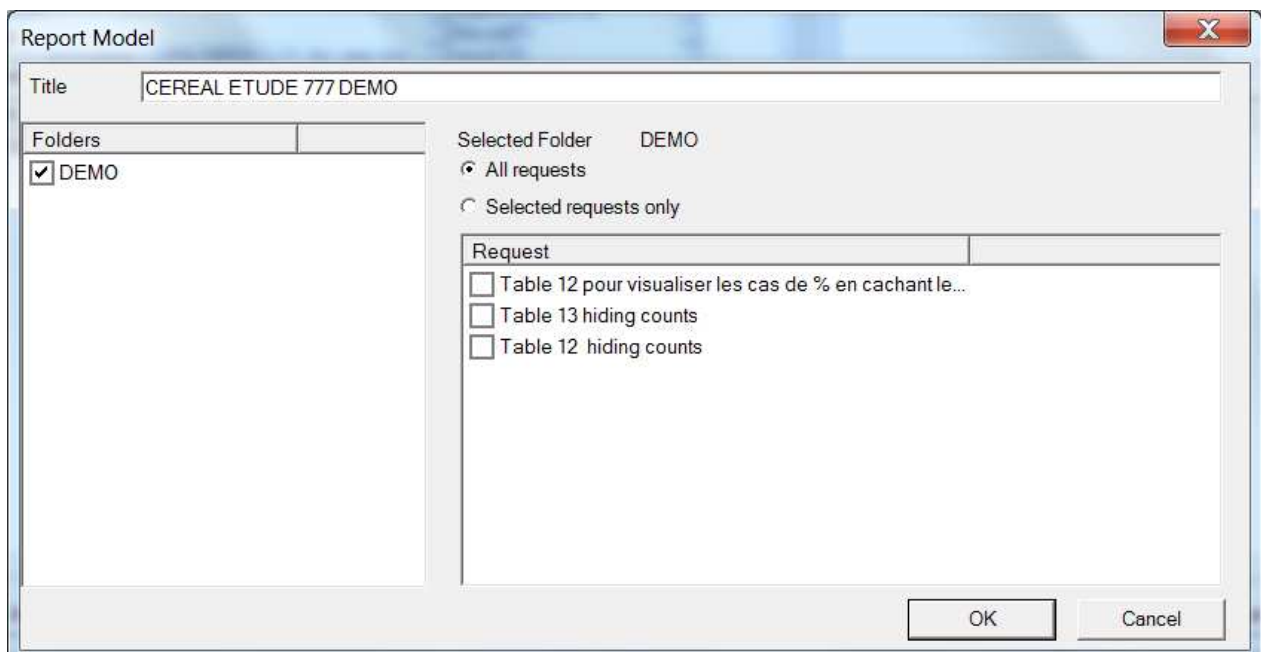 Report Model
Title CEREAL ETUDE 777 DEMO
Folders
DEMO
Selected Folder DEMO
All requests
Selected requests only
Request
Table 12 pour visualiser les cas de % en cachant le...
Table 13 hiding counts
Table 12 hiding counts
OK Cancel